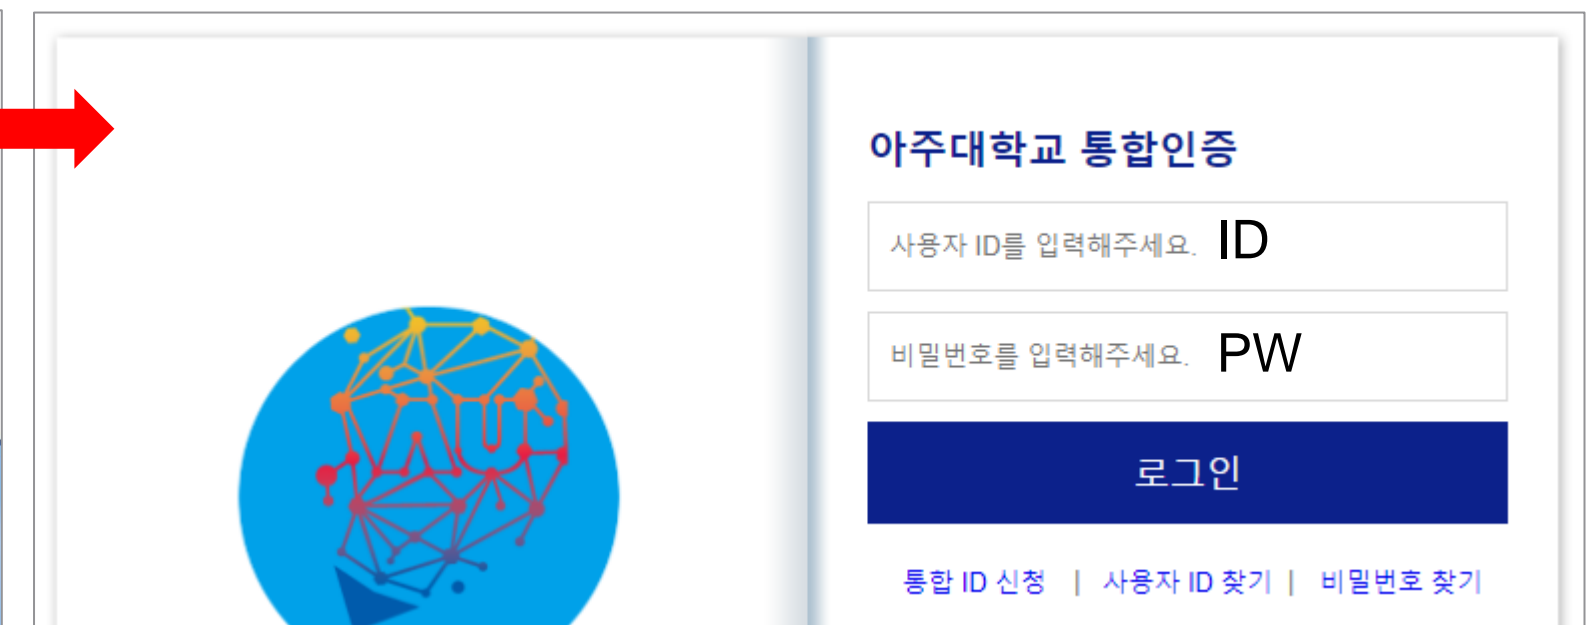 아주대학교 통합인증
사용자 ID를 입력해주세요. ID
비밀번호를 입력해주세요. PW
로그인
통합 ID 신청 | 사용자 ID 찾기 | 비밀번호 찾기
AU